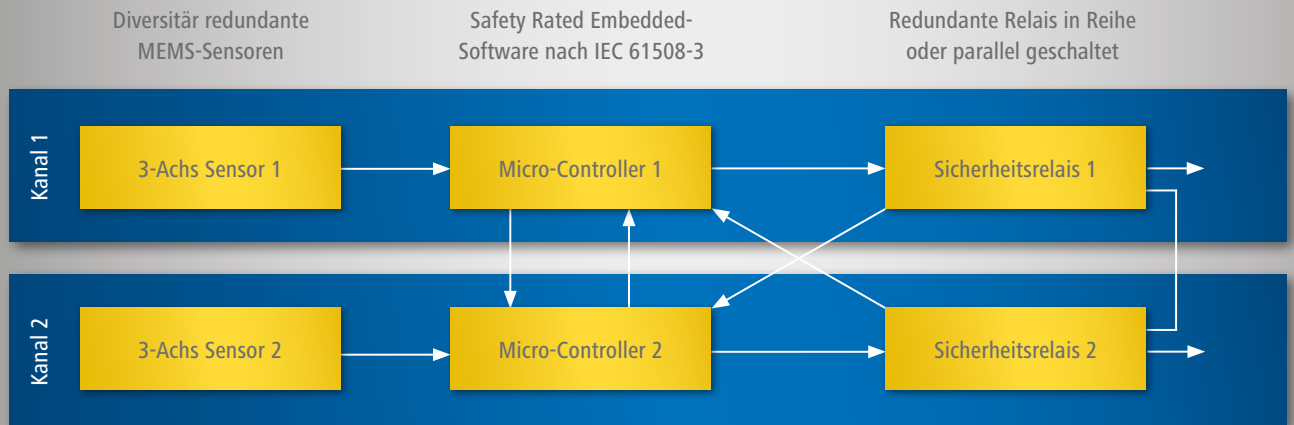 Diversitär redundante
MEMS-Sensoren
Safety Rated Embedded-
Software nach IEC 61508-3
Redundante Relais in Reihe
oder parallel geschaltet
Kanal 1
3-Achs Sensor 1
Micro-Controller 1
Sicherheitsrelais 1
Kanal 2
3-Achs Sensor 2
Micro-Controller 2
Sicherheitsrelais 2